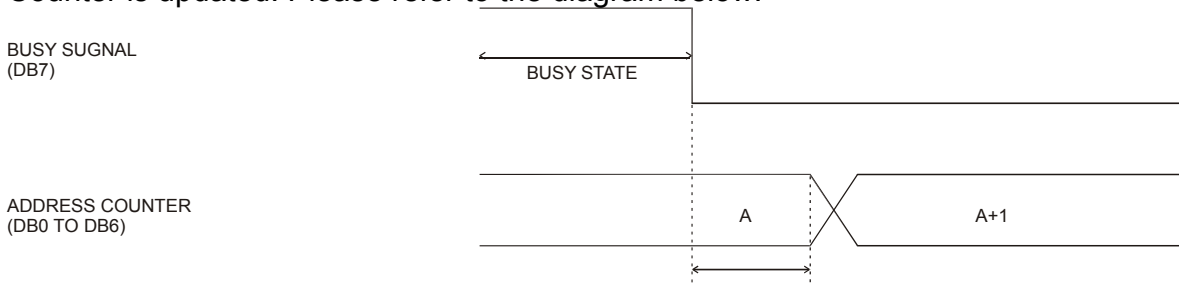 Counter is updated. Please refer to the diagram below.
BUSY SUGNAL
(DB7)
BUSY STATE
ADDRESS COUNTER
(DB0 TO DB6)
A
A+1